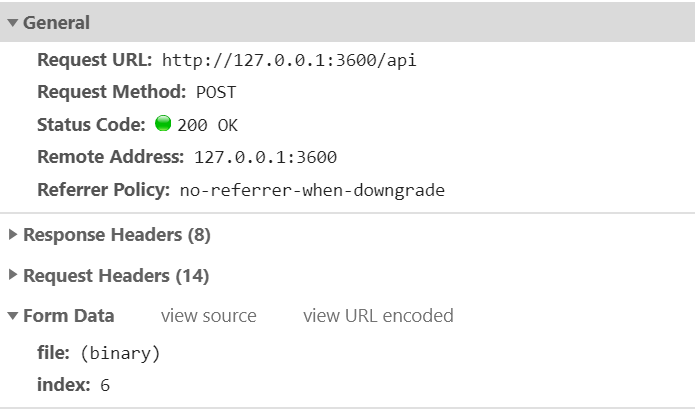 General
Request URL: http://127.0.0.1:3600/api
Request Method: POST
Status Code: 200 OK
Remote Address: 127.0.0.1:3600
Referrer Policy: no-referrer-when-downgrade
Response Headers (8)
Request Headers (14)
Form Data view source view URL encoded
file: (binary)
index: 6